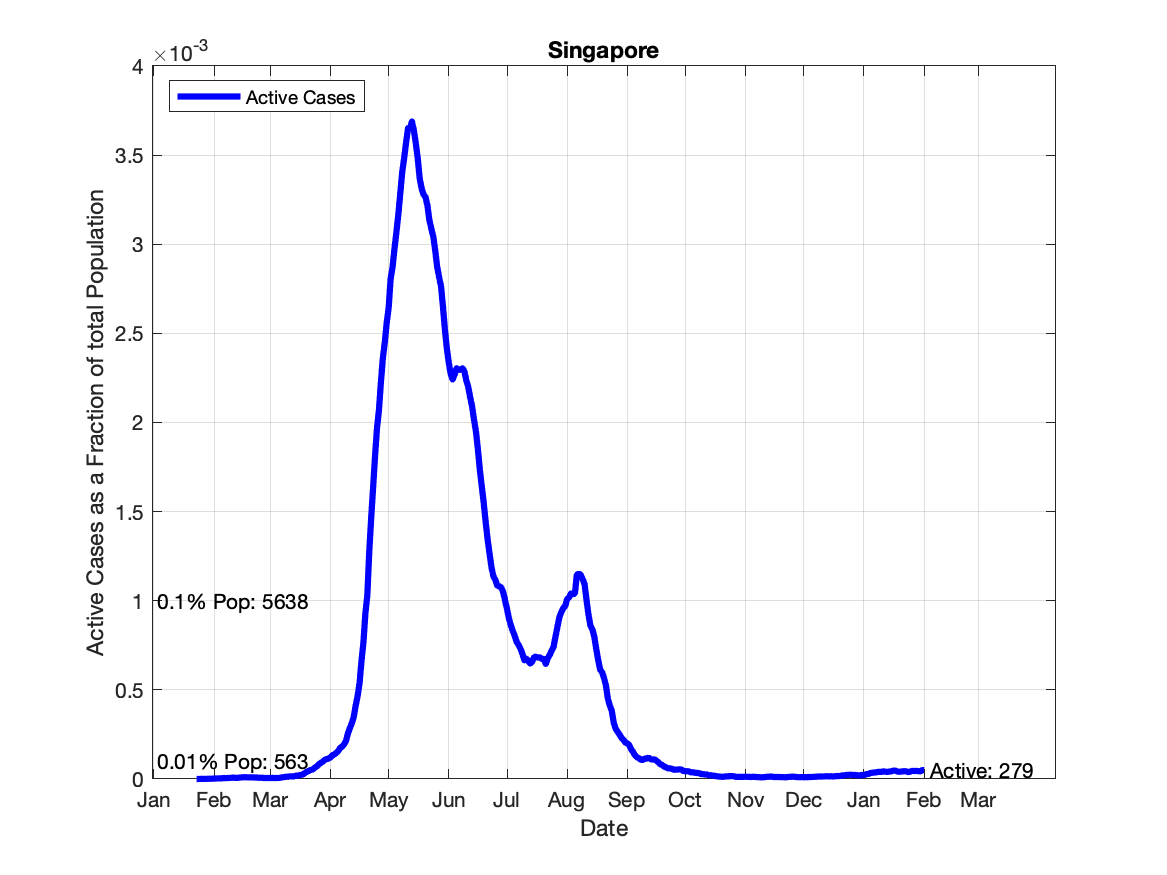 Singapore
×10-3
Active Cases
4
3.5
3
2.5
2
1.5
1
0.5
0
Active Cases as a Fraction of total Population
0.1% Pop: 5638
0.01% Pop: 563
Active: 279
Jan Feb Mar Apr May Jun Jul Aug Sep Oct Nov Dec Jan Feb Mar
Date